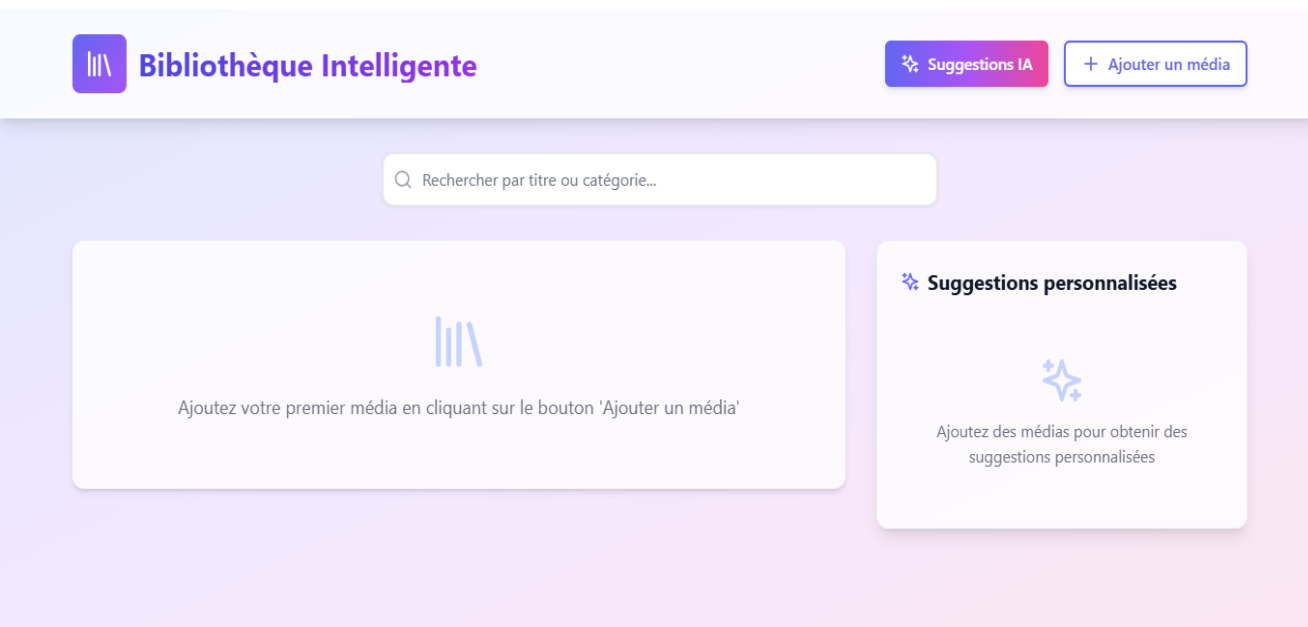 Bibliothèque Intelligente
Suggestions IA
Ajouter un média
Rechercher par titre ou catégorie...
Ajoutez votre premier média en cliquant sur le bouton 'Ajouter un média'
Suggestions personnalisées
Ajoutez des médias pour obtenir des
suggestions personnalisées